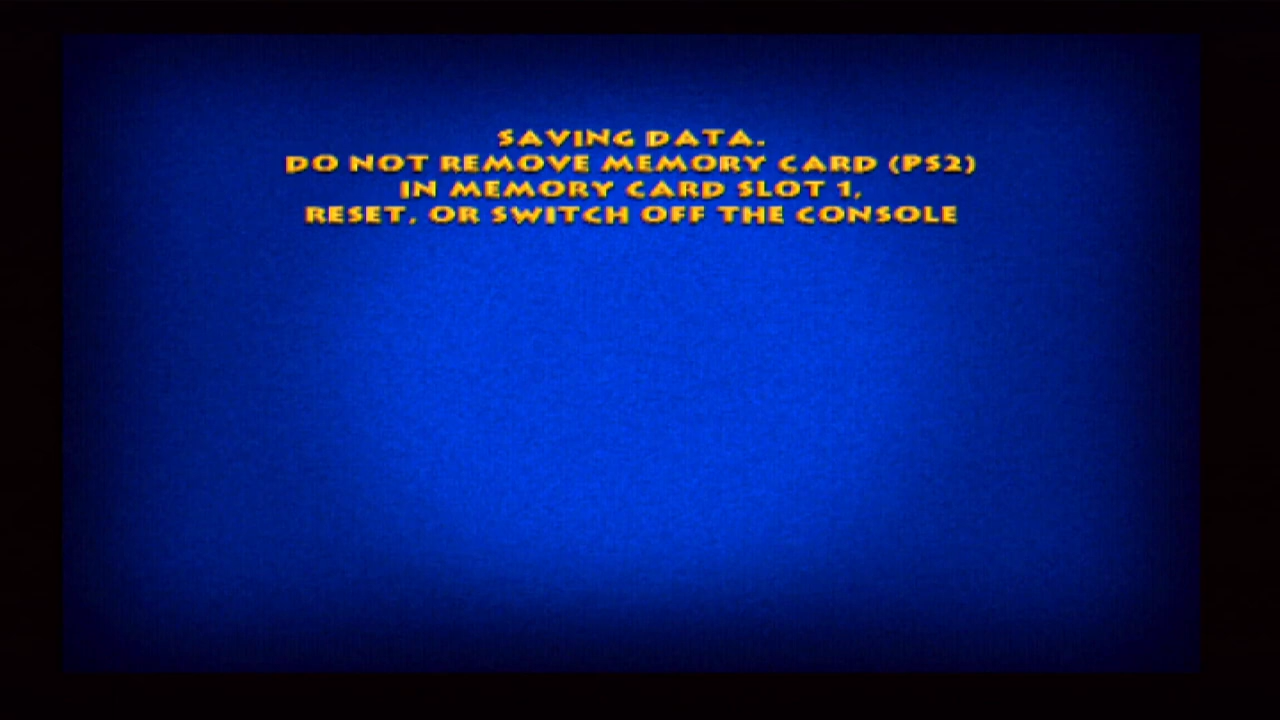 SAVING DATA.
DO NOT REMOVE MEMORY CARD (PS2)
IN MEMORY CARD SLOT 1,
RESET, OR SWITCH OFF THE CONSOLE